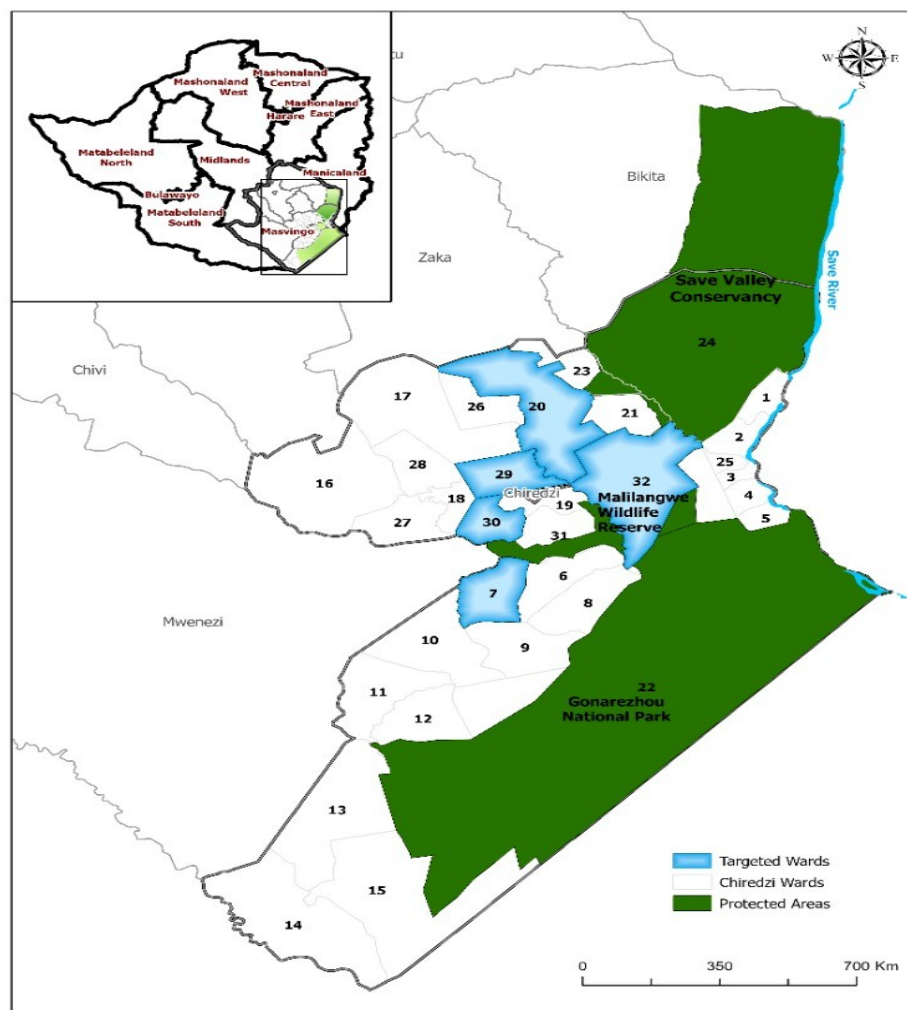 Mashonaland
Central
Mashonaland
West
Mashonaland
East
Harare
Matabeleland
North
Midlands
Manicaland
Bulawayo
Matabeleland
South
Masvingo
tu
N
W
E
S
Bikita
Save River
Zaka
Save Valley
Conservancy
24
Chivi
23
17
1
26
20
21
2
25
28
29
3
16
32
Chiredzi
Malilangwe
Wildlife
Reserve
4
18
19
5
27
30
31
6
7
8
Mwenezi
10
9
22
Gonarezhou
National Park
11
12
13
15
14
Targeted Wards
Chiredzi Wards
Protected Areas
0
350
700 Km